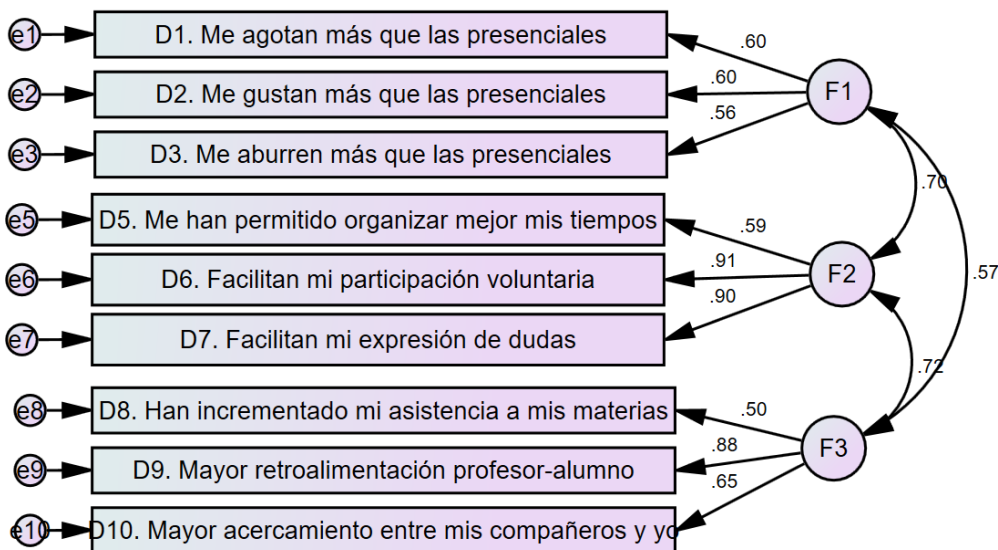 e1 D1. Me agotan más que las presenciales
.60
F1
e2 D2. Me gustan más que las presenciales
.60
e3 D3. Me aburren más que las presenciales
.56
.70
e5 D5. Me han permitido organizar mejor mis tiempos
.59
F2
.57
e6 D6. Facilitan mi participación voluntaria
.91
e7 D7. Facilitan mi expresión de dudas
.90
.72
e8 D8. Han incrementado mi asistencia a mis materias
.50
F3
e9 D9. Mayor retroalimentación profesor-alumno
.88
e10 D10. Mayor acercamiento entre mis compañeros y yo
.65